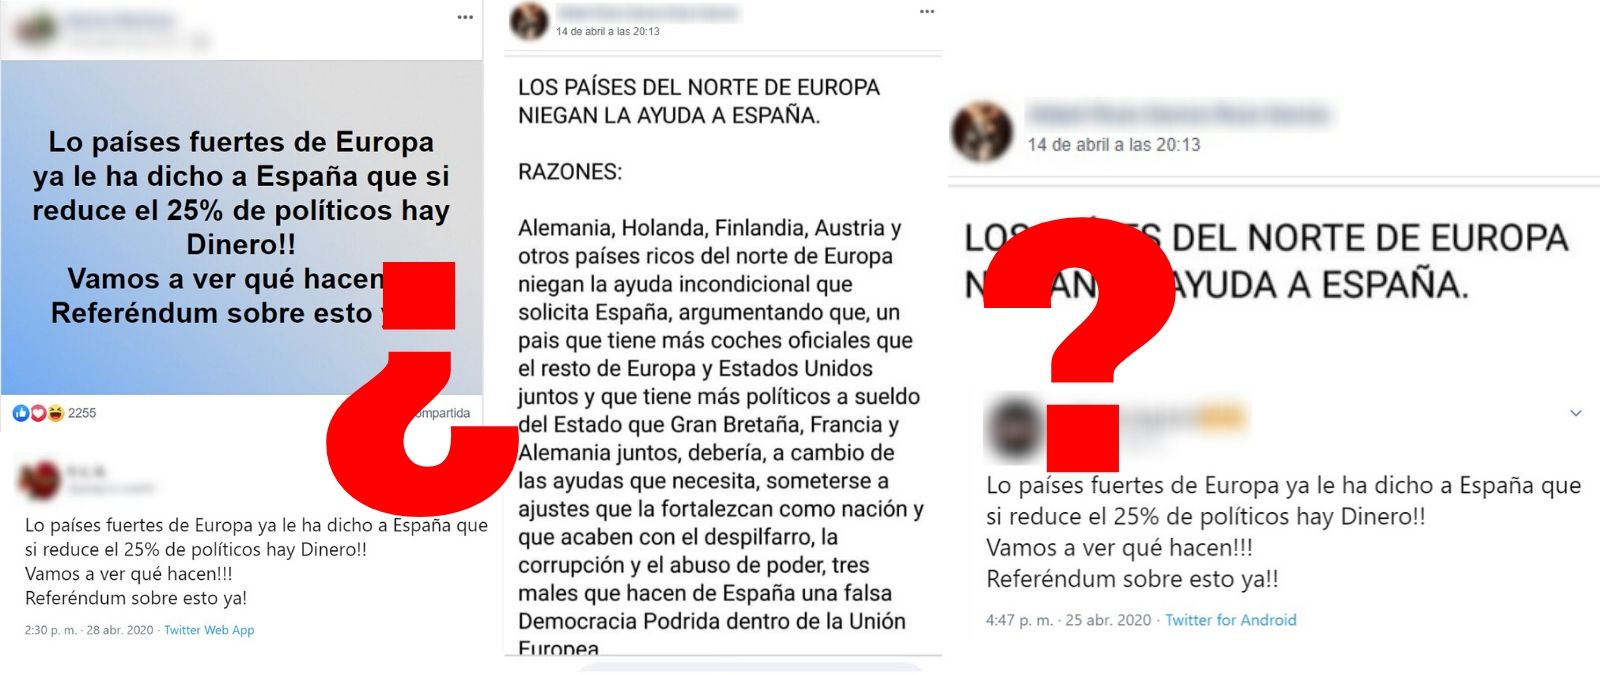 Lo países fuertes de Europa
ya le ha dicho a España que si
reduce el 25% de políticos hay
Dinero!!
Vamos a ver qué hacen
Referéndum sobre esto
2255
ompartida
Lo países fuertes de Europa ya le ha dicho a España que
si reduce el 25% de políticos hay Dinero!!
Vamos a ver qué hacen!!!
Referéndum sobre esto ya!
2:30 p. m. · 28 abr. 2020 · Twitter Web App
¿
14 de abril a las 20:13
LOS PAÍSES DEL NORTE DE EUROPA
NIEGAN LA AYUDA A ESPAÑA.
RAZONES:
Alemania, Holanda, Finlandia, Austria y
otros países ricos del norte de Europa
niegan la ayuda incondicional que
solicita España, argumentando que, un
pais que tiene más coches oficiales que
el resto de Europa y Estados Unidos
juntos y que tiene más políticos a sueldo
del Estado que Gran Bretaña, Francia y
Alemania juntos, debería, a cambio de
las ayudas que necesita, someterse a
ajustes que la fortalezcan como nación y
que acaben con el despilfarro, la
corrupción y el abuso de poder, tres
males que hacen de España una falsa
Democracia Podrida dentro de la Unión
Europea
14 de abril a las 20:13
DEL NORTE DE EUROPA
AYUDA A ESPAÑA.
?
Lo países fuertes de Europa ya le ha dicho a España que
si reduce el 25% de políticos hay Dinero!!
Vamos a ver qué hacen!!!
Referéndum sobre esto ya!!
4:47 p. m. · 25 abr. 2020 · Twitter for Android